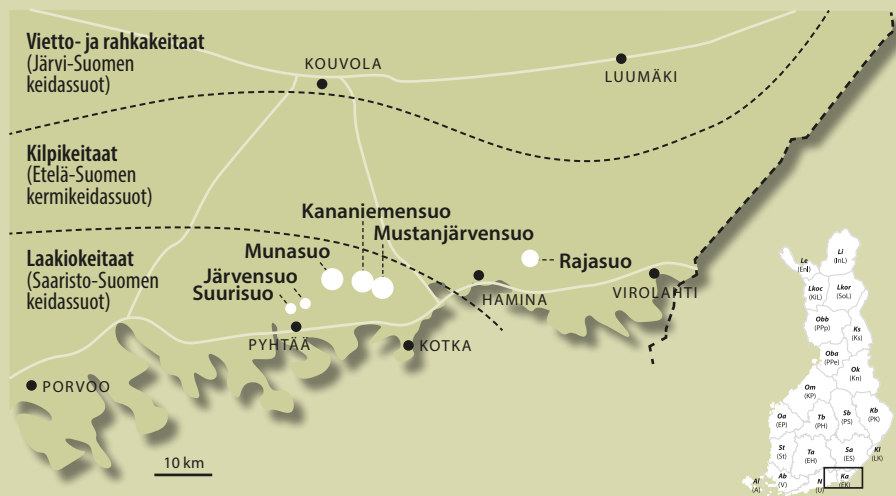 Vietto- ja rahkakeitaat
(Järvi-Suomen
keidassuot)
KOUVOLA
LUUMÄKI
Kilpikeitaat
(Etelä-Suomen
kermikeidassuot)
Kananiemensuo
Mustanjärvensuo
Laakiokeitaat
(Saaristo-Suomen
keidassuot)
Munasuo
Rajasuo
Järvensuo
Suurisuo
HAMINA
VIROLAHTI
PYHTÄÄ
KOTKA
PORVOO
10 km
Le
(EnL)
Li
(InL)
Lkoc
(KiL)
Lkor
(SoL)
Obb
(PPp)
Ks
(Ks)
Oba
(PPe)
Ok
(Kn)
Om
(KP)
Oa
(EP)
Tb
(PH)
Sb
(PS)
Kb
(PK)
St
(St)
Ta
(EH)
Sa
(ES)
Kl
(LK)
Al
(A)
Ab
(V)
N
(U)
Ka
(EK)